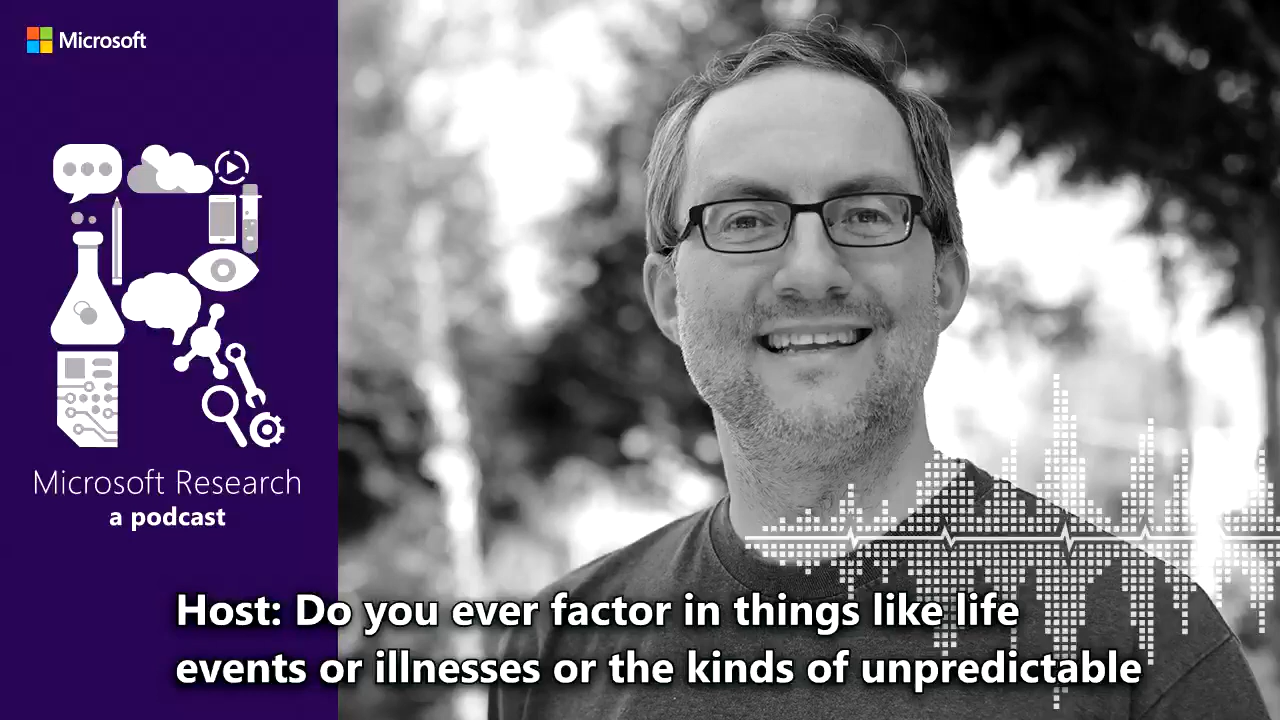 Microsoft
Microsoft Research
a podcast
Host: Do you ever factor in things like life
events or illnesses or the kinds of unpredictable